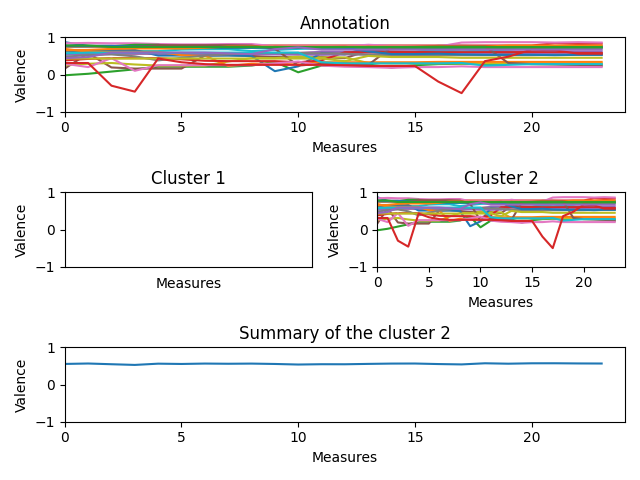 Annotation
Valence
1
0
−1
0 5 10 15 20
Measures
Cluster 1
Valence
1
0
−1
Measures
Cluster 2
Valence
1
0
−1
0 5 10 15 20
Measures
Summary of the cluster 2
Valence
1
0
−1
0 5 10 15 20
Measures